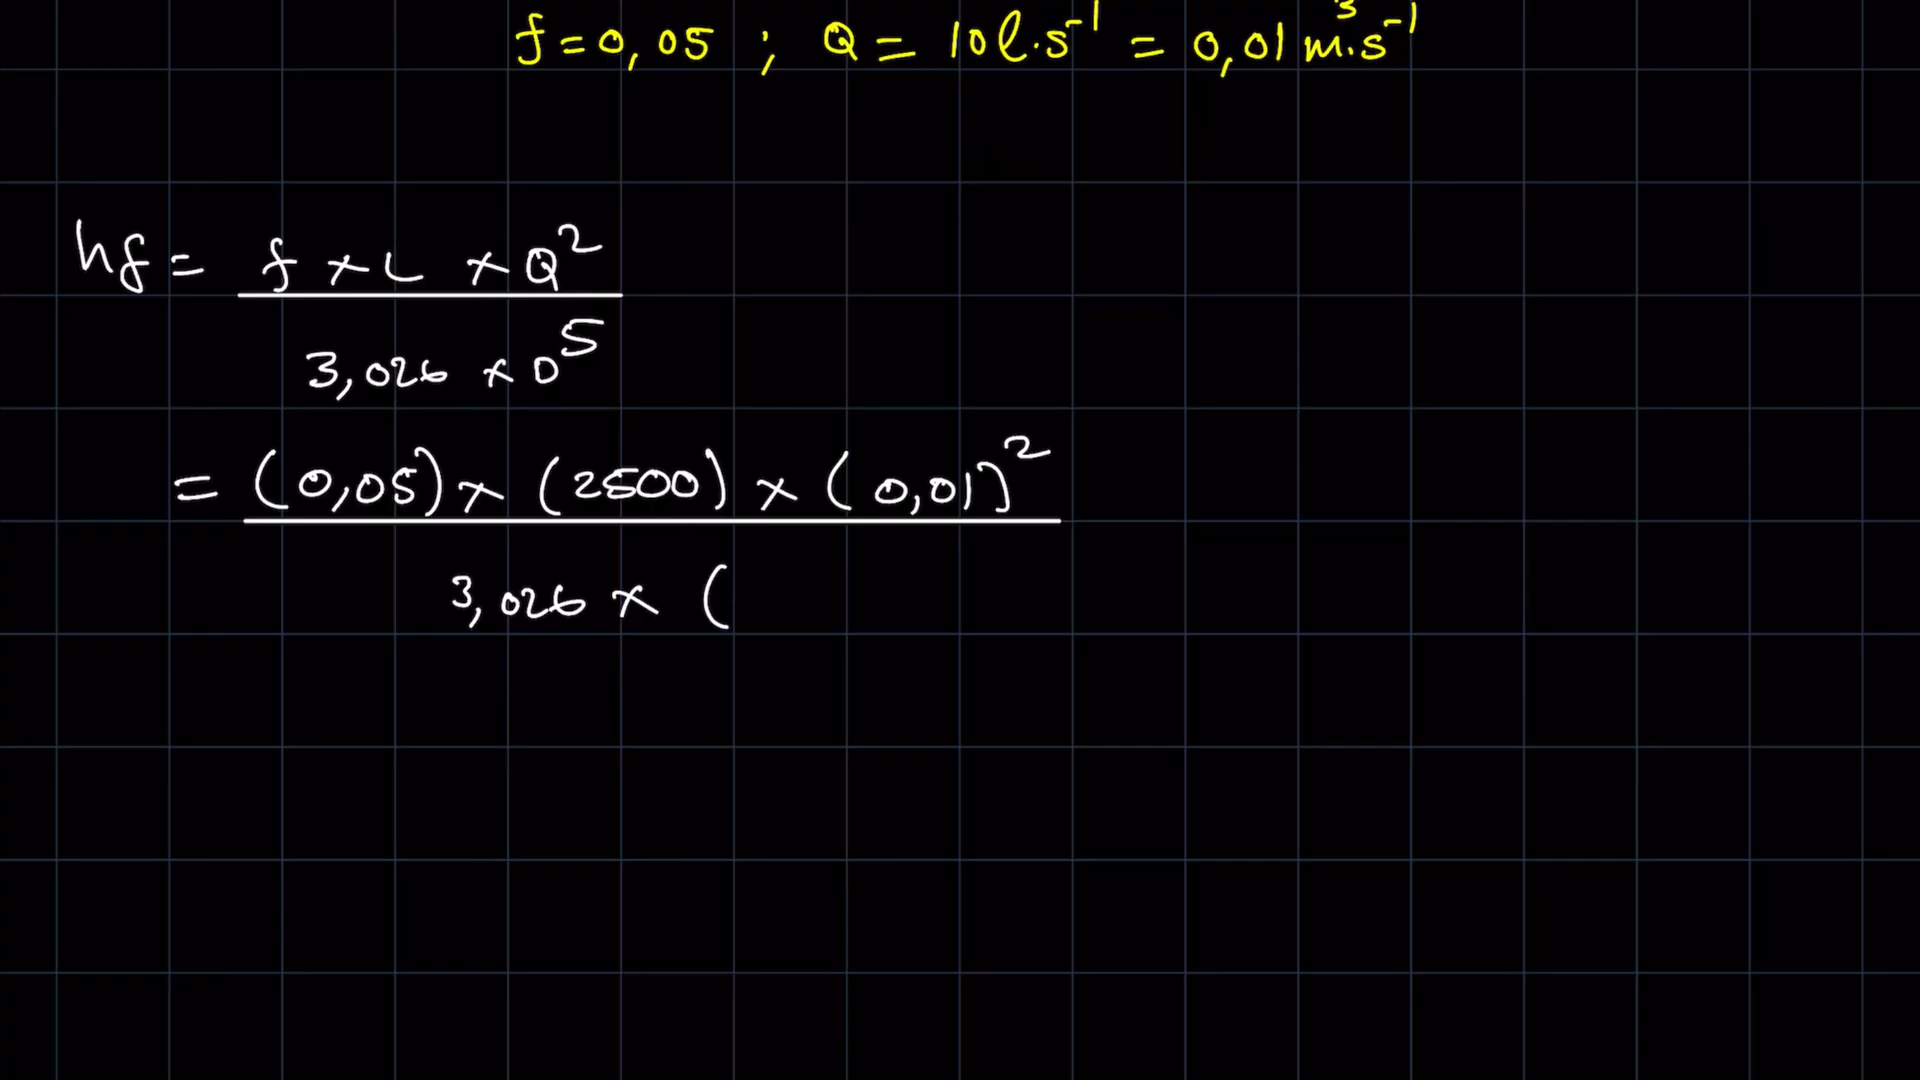 f=0,05 ; Q = 10 l.s⁻¹ = 0,01 m³.s⁻¹
hf = f × L × Q²
3,026 × D⁵
= (0,05) × (2500) × (0,01)²
3,026 × (